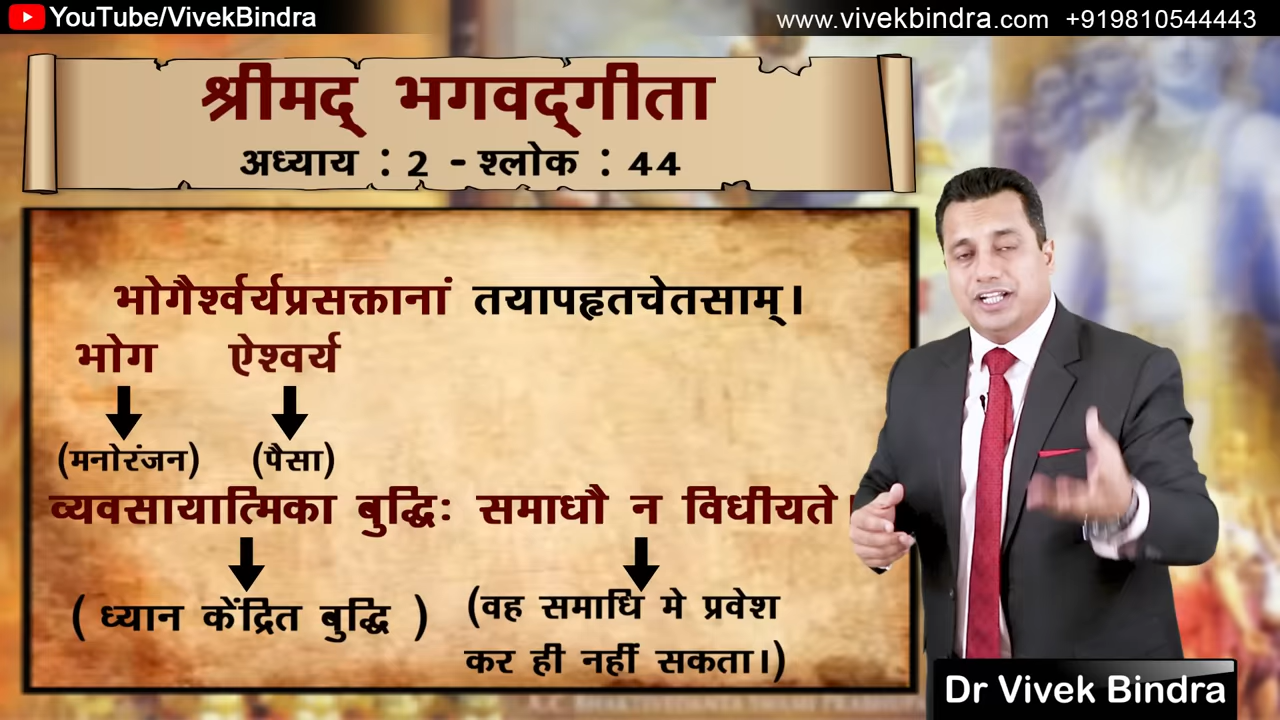 YouTube/VivekBindra
www.vivekbindra.com +919810544443
श्रीमद् भगवद्‌गीता
अध्याय : 2 - श्लोक : 44
भोगैर्श्वर्यप्रसक्तानां तयापहृतचेतसाम्।
भोग ऐश्वर्य
(मनोरंजन) (पैसा)
व्यवसायात्मिका बुद्धिः समाधौ न विधीयते।
( ध्यान केंद्रित बुद्धि )
(वह समाधि मे प्रवेश
कर ही नहीं सकता।)
Dr Vivek Bindra